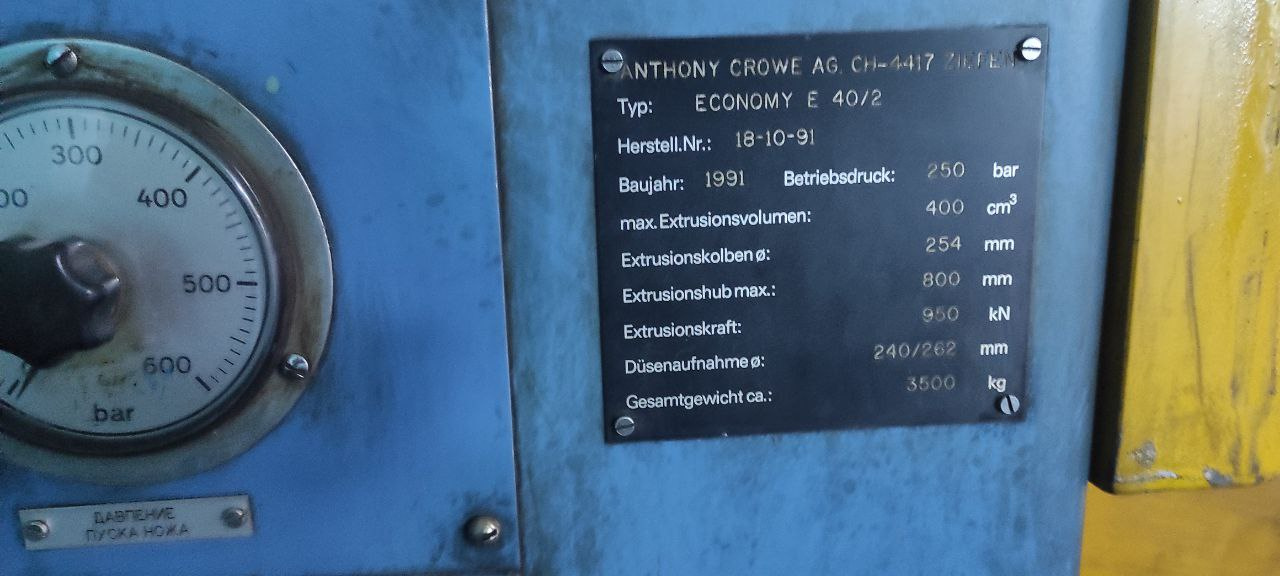 300
400
500
600
bar
ДАВЛЕНИЕ
ПУСКА НОЖА
ANTHONY CROWE AG. CH-4417 ZIEFEN
Typ: ECONOMY E 40/2
Herstell.Nr.: 18-10-91
Baujahr: 1991 Betriebsdruck: 250 bar
max. Extrusionsvolumen: 400 cm³
Extrusionskolben ø: 254 mm
Extrusionshub max.: 800 mm
Extrusionskraft: 950 kN
Düsenaufnahme ø: 240/262 mm
Gesamtgewicht ca.: 3500 kg